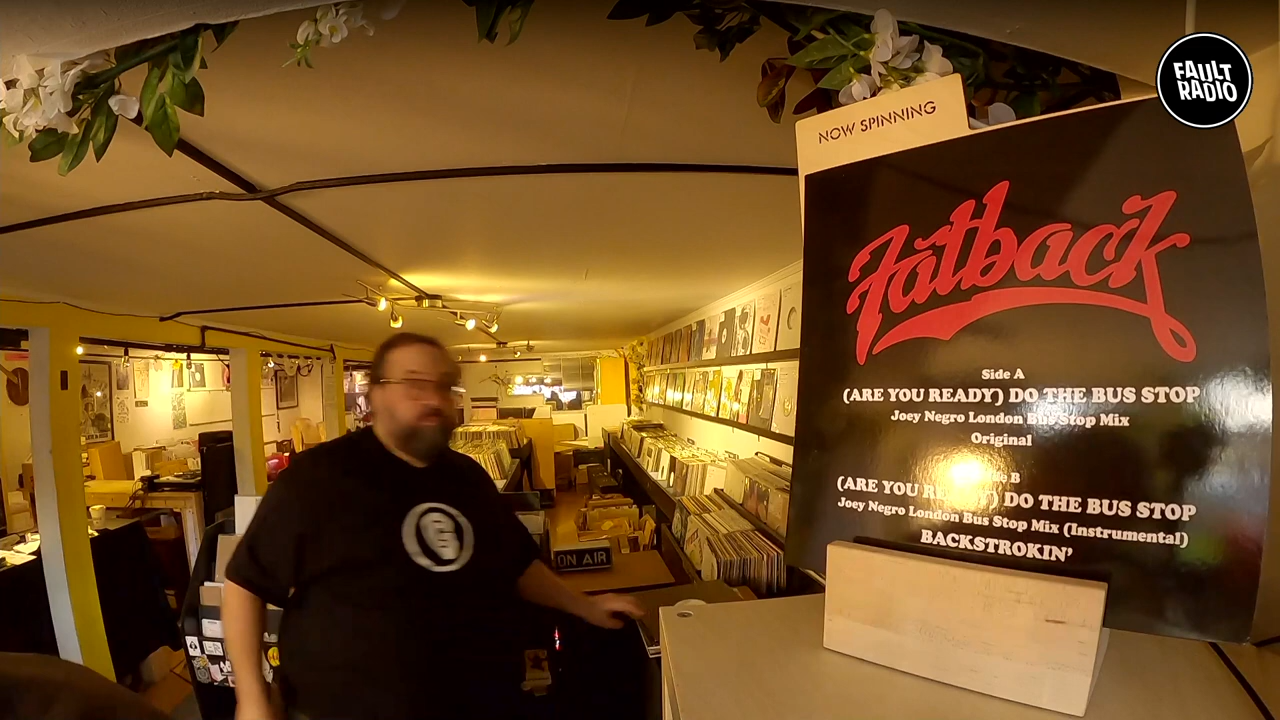 FAULT
RADIO
NOW SPINNING
Fatback
Side A
(ARE YOU READY) DO THE BUS STOP
Joey Negro London Bus Stop Mix
Original
B
(ARE YOU DO THE BUS STOP
Joey Negro London Bus Stop Mix (Instrumental)
BACKSTROKIN'
ON AIR